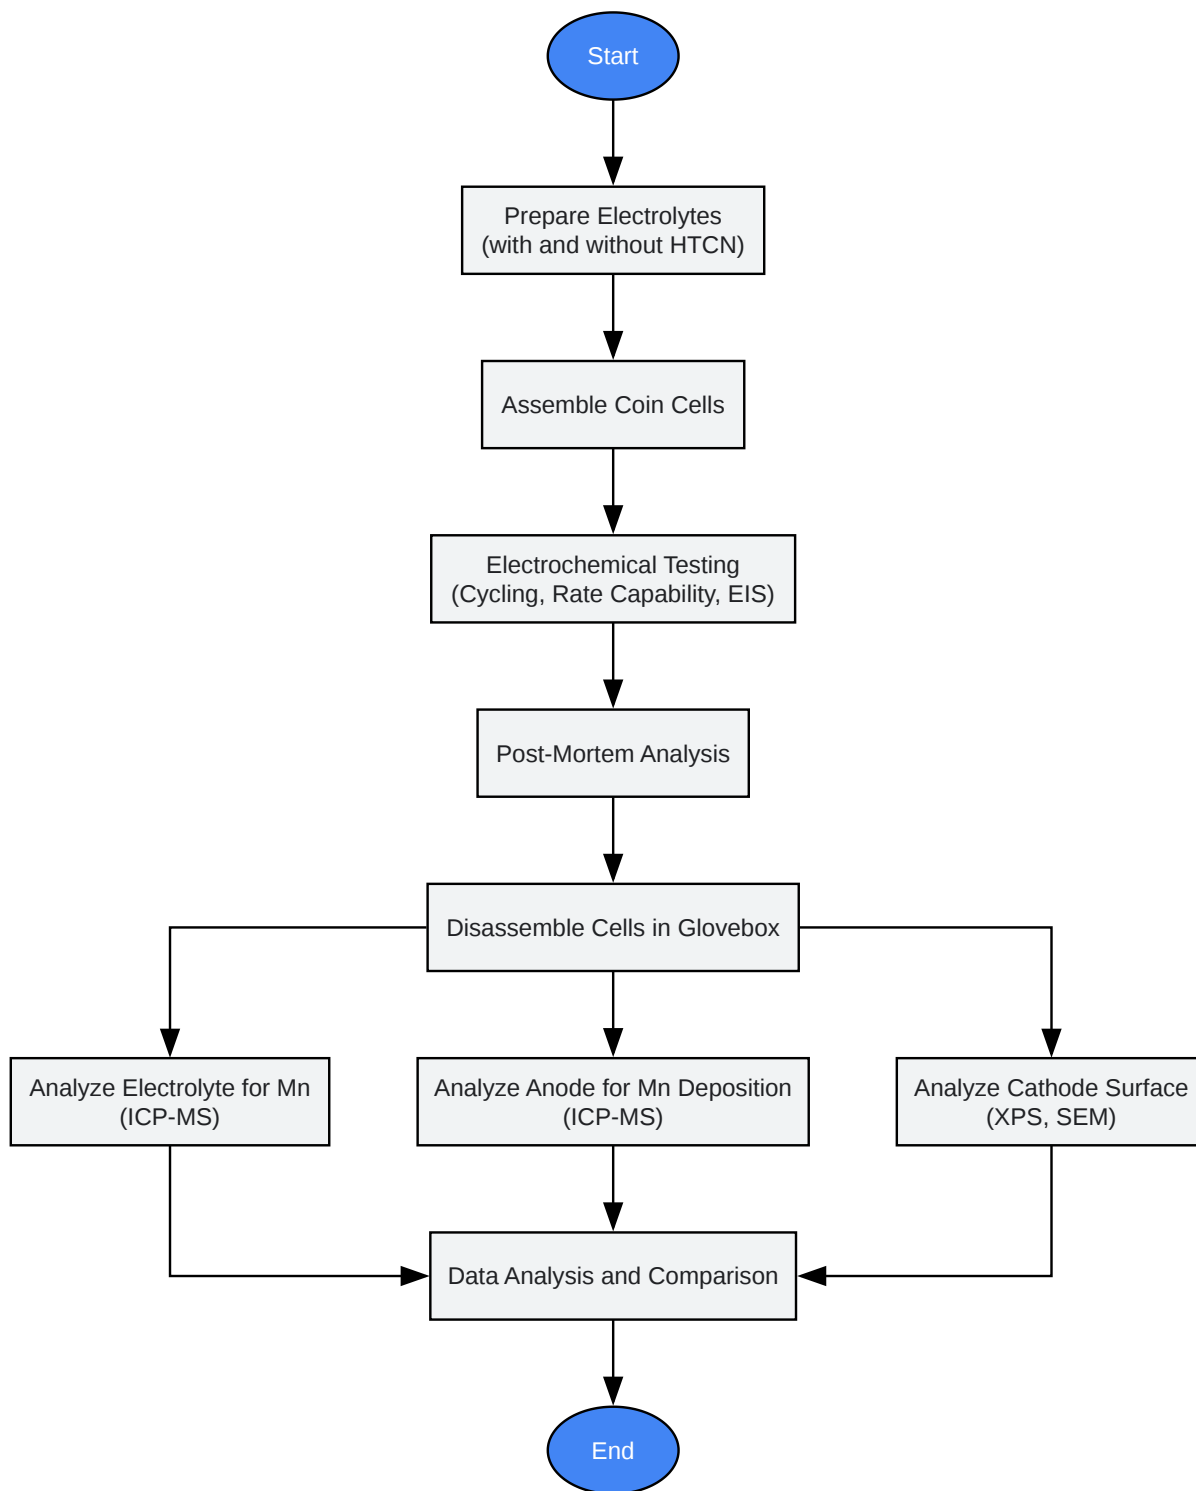 Start
Prepare Electrolytes
(with and without HTCN)
Assemble Coin Cells
Electrochemical Testing
(Cycling, Rate Capability, EIS)
Post-Mortem Analysis
Disassemble Cells in Glovebox
Analyze Electrolyte for Mn
(ICP-MS)
Analyze Anode for Mn Deposition
(ICP-MS)
Analyze Cathode Surface
(XPS, SEM)
Data Analysis and Comparison
End